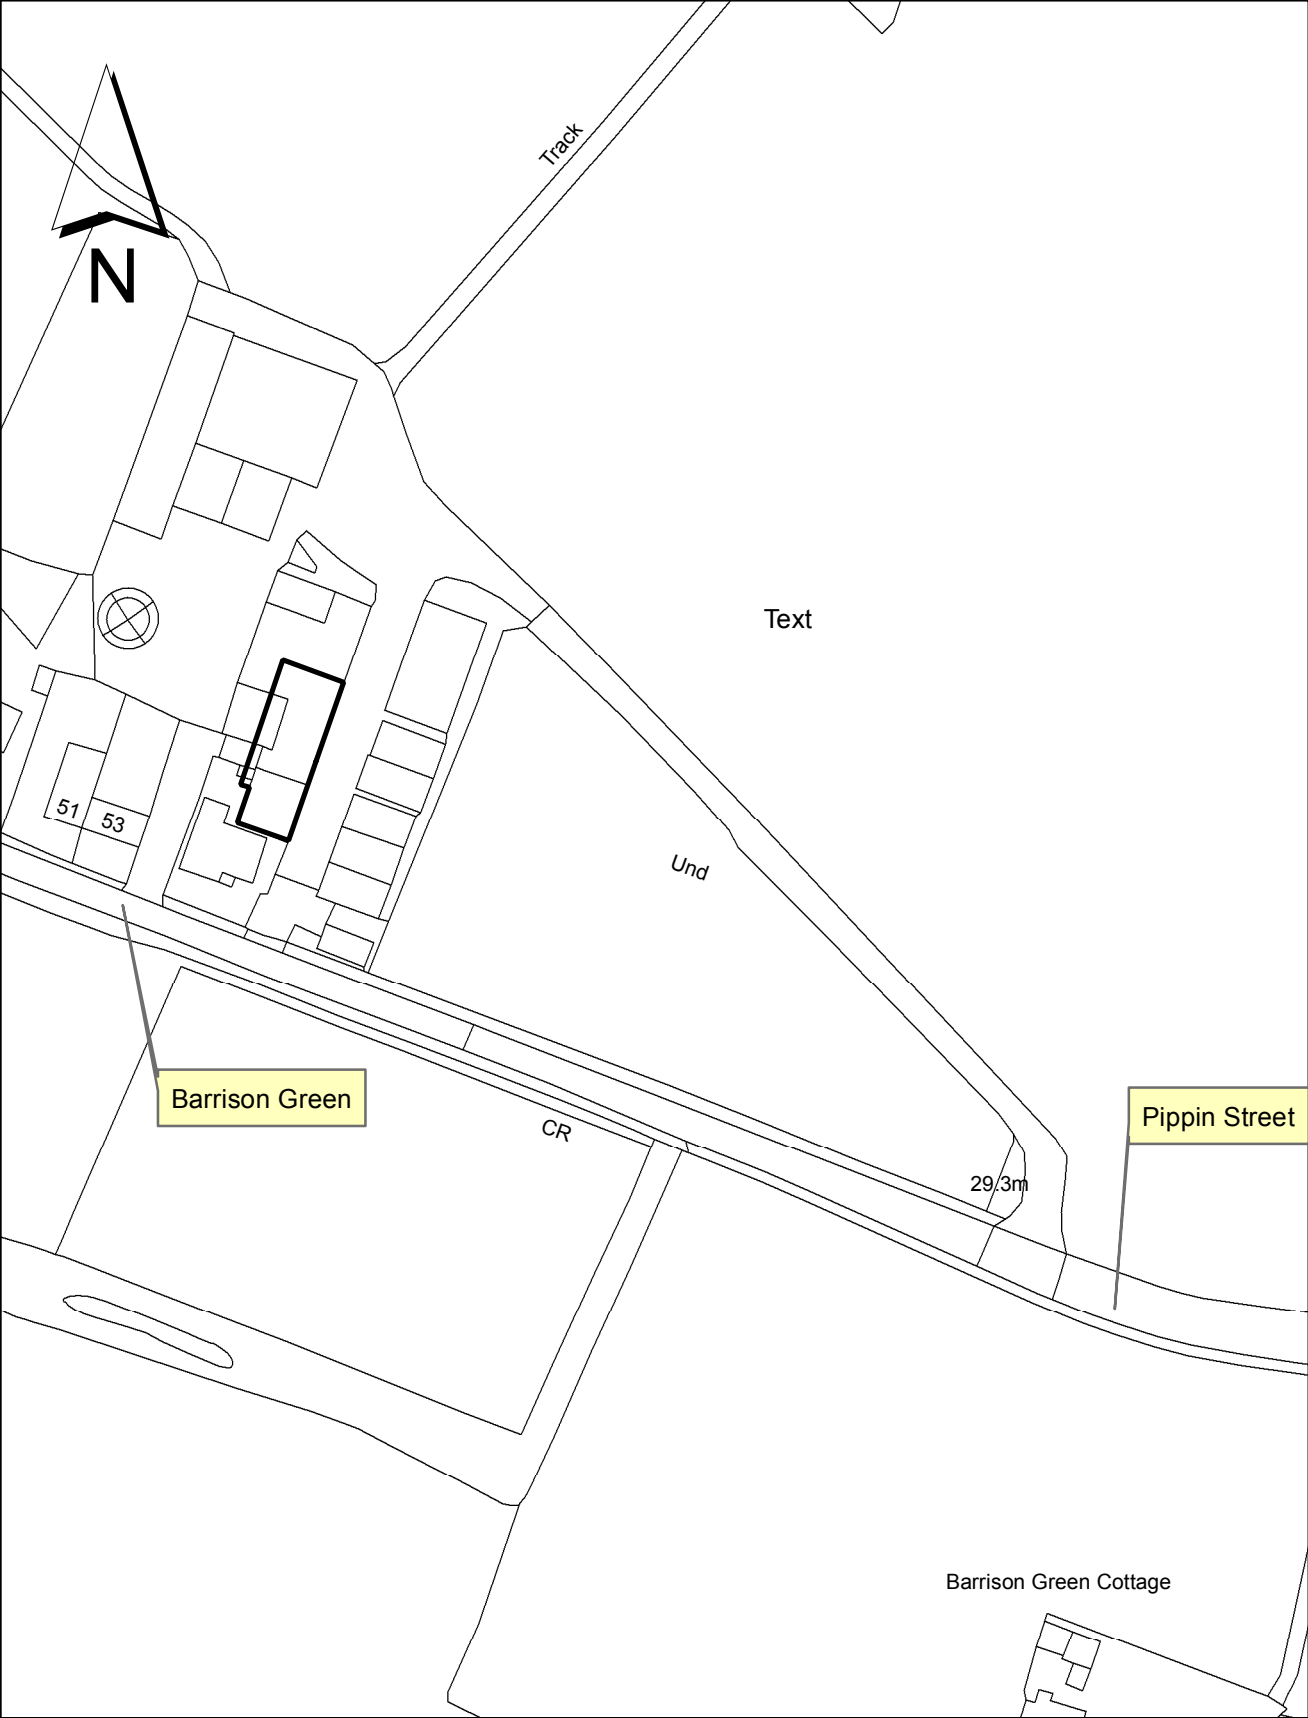 Track
N
Text
51
53
Und
Barrison Green
Pippin Street
CR
29.3m
Barrison Green Cottage